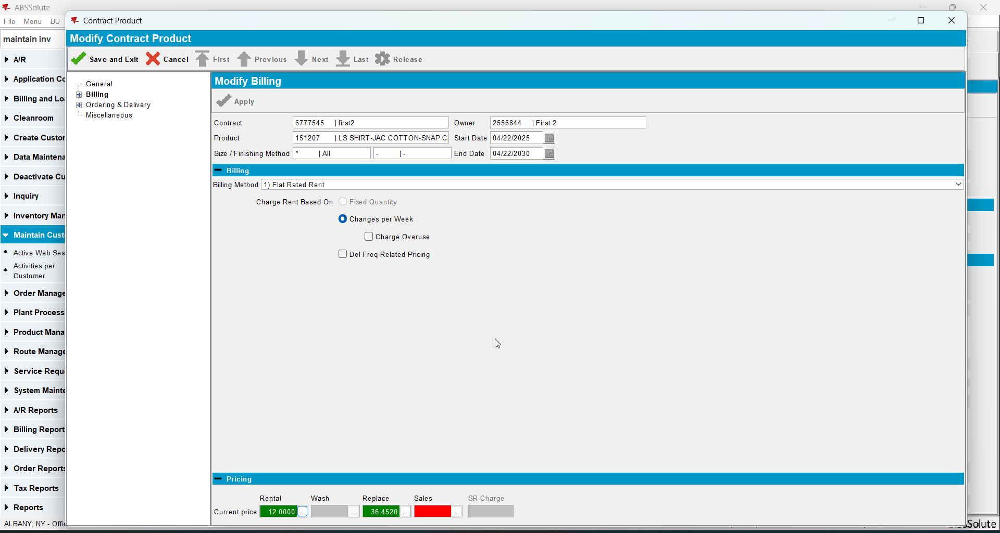 ABSSolute
File Menu BU
Contract Product
maintain inv
Modify Contract Product
Save and Exit Cancel First Previous Next Last Release
A/R
Application Co
Billing and Loa
Cleanroom
Create Custor
Data Maintena
Deactivate Cu
Inquiry
Inventory Man
Maintain Custo
Active Web Ses
Activities per
Customer
Order Manage
Plant Process
Product Mana
Route Manage
Service Reque
System Mainte
A/R Reports
Billing Report
Delivery Repo
Order Reports
Tax Reports
Reports
ALBANY, NY - Offic
General
Billing
Ordering & Delivery
Miscellaneous
Modify Billing
Apply
Contract 6777545 | first2 Owner 2556844 | First 2
Product 151207 | LS SHIRT-JAC COTTON-SNAP C Start Date 04/22/2025 16
Size / Finishing Method * | All - | - End Date 04/22/2030 16
Billing
Billing Method 1) Flat Rated Rent
Charge Rent Based On Fixed Quantity
Changes per Week
Charge Overuse
Del Freq Related Pricing
Pricing
Rental Wash Replace Sales SR Charge
Current price 12.0000 ... ... 36.4520 ... ...
Solute